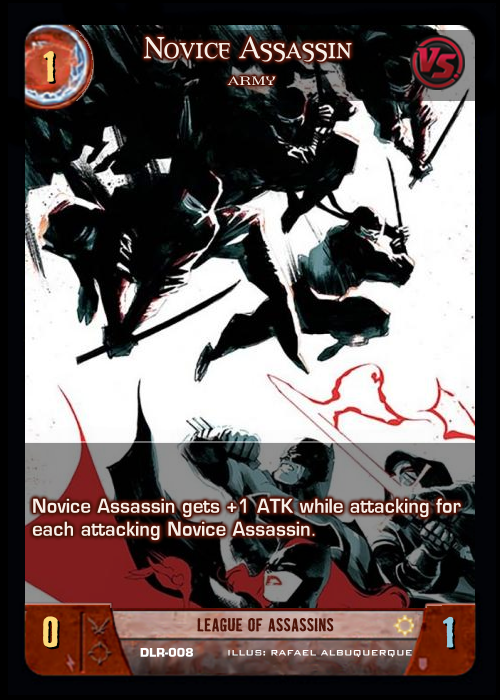 1
NOVICE ASSASSIN
ARMY
VS.
Novice Assassin gets +1 ATK while attacking for
each attacking Novice Assassin.
0
LEAGUE OF ASSASSINS
1
DLR-008
ILLUS: RAFAEL ALBUQUERQUE